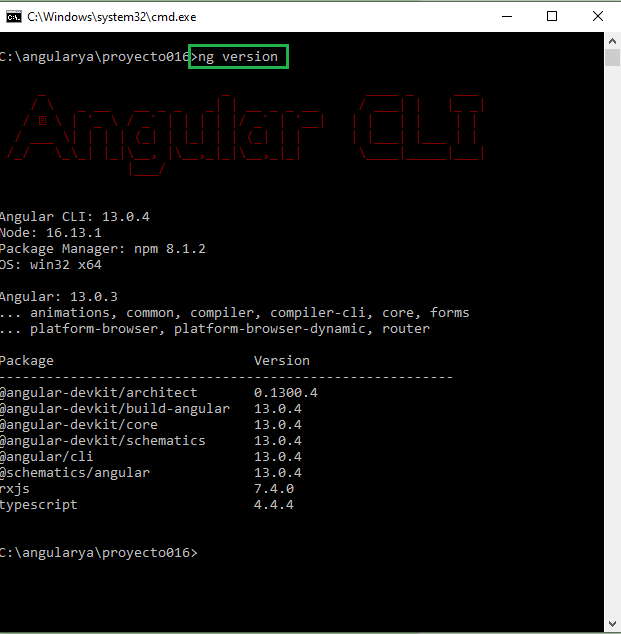 C:\Windows\system32\cmd.exe
C:\angularya\proyecto016>ng version
Angular CLI
Angular CLI: 13.0.4
Node: 16.13.1
Package Manager: npm 8.1.2
OS: win32 x64
Angular: 13.0.3
... animations, common, compiler, compiler-cli, core, forms
... platform-browser, platform-browser-dynamic, router
Package Version
------------------------------------------------------
@angular-devkit/architect 0.1300.4
@angular-devkit/build-angular 13.0.4
@angular-devkit/core 13.0.4
@angular-devkit/schematics 13.0.4
@angular/cli 13.0.4
@schematics/angular 13.0.4
rxjs 7.4.0
typescript 4.4.4
C:\angularya\proyecto016>